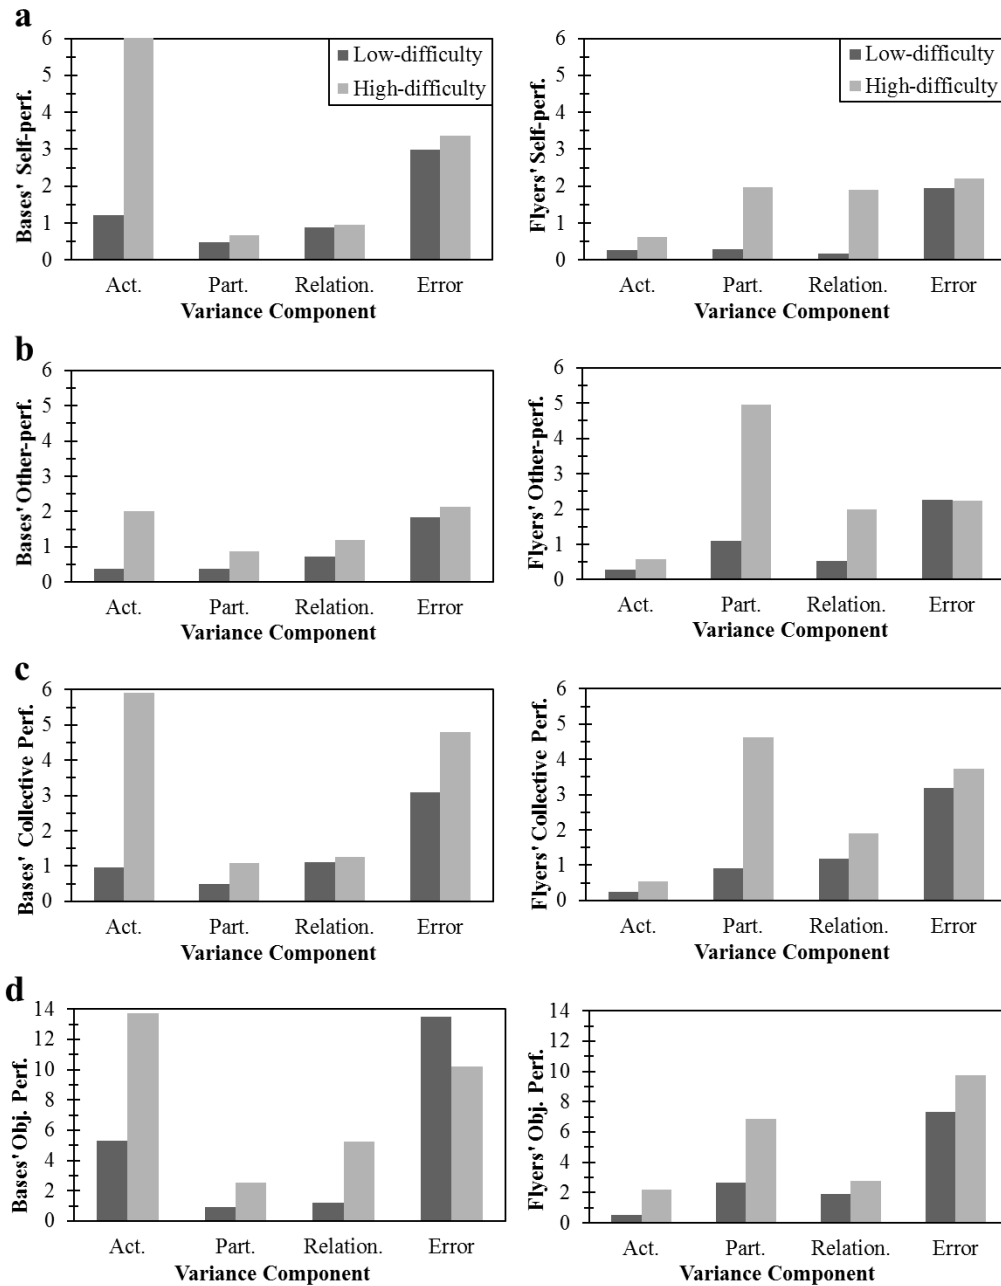 a
Bases' Self-perf.
6
5
4
3
2
1
0
Low-difficulty
High-difficulty
Act. Part. Relation. Error
Variance Component
Flyers' Self-perf.
6
5
4
3
2
1
0
Low-difficulty
High-difficulty
Act. Part. Relation. Error
Variance Component
b
Bases' Other-perf.
6
5
4
3
2
1
0
Act. Part. Relation. Error
Variance Component
Flyers' Other-perf.
6
5
4
3
2
1
0
Act. Part. Relation. Error
Variance Component
c
Bases' Collective Perf.
6
5
4
3
2
1
0
Act. Part. Relation. Error
Variance Component
Flyers' Collective Perf.
6
5
4
3
2
1
0
Act. Part. Relation. Error
Variance Component
d
Bases' Obj. Perf.
14
12
10
8
6
4
2
0
Act. Part. Relation. Error
Variance Component
Flyers' Obj. Perf.
14
12
10
8
6
4
2
0
Act. Part. Relation. Error
Variance Component